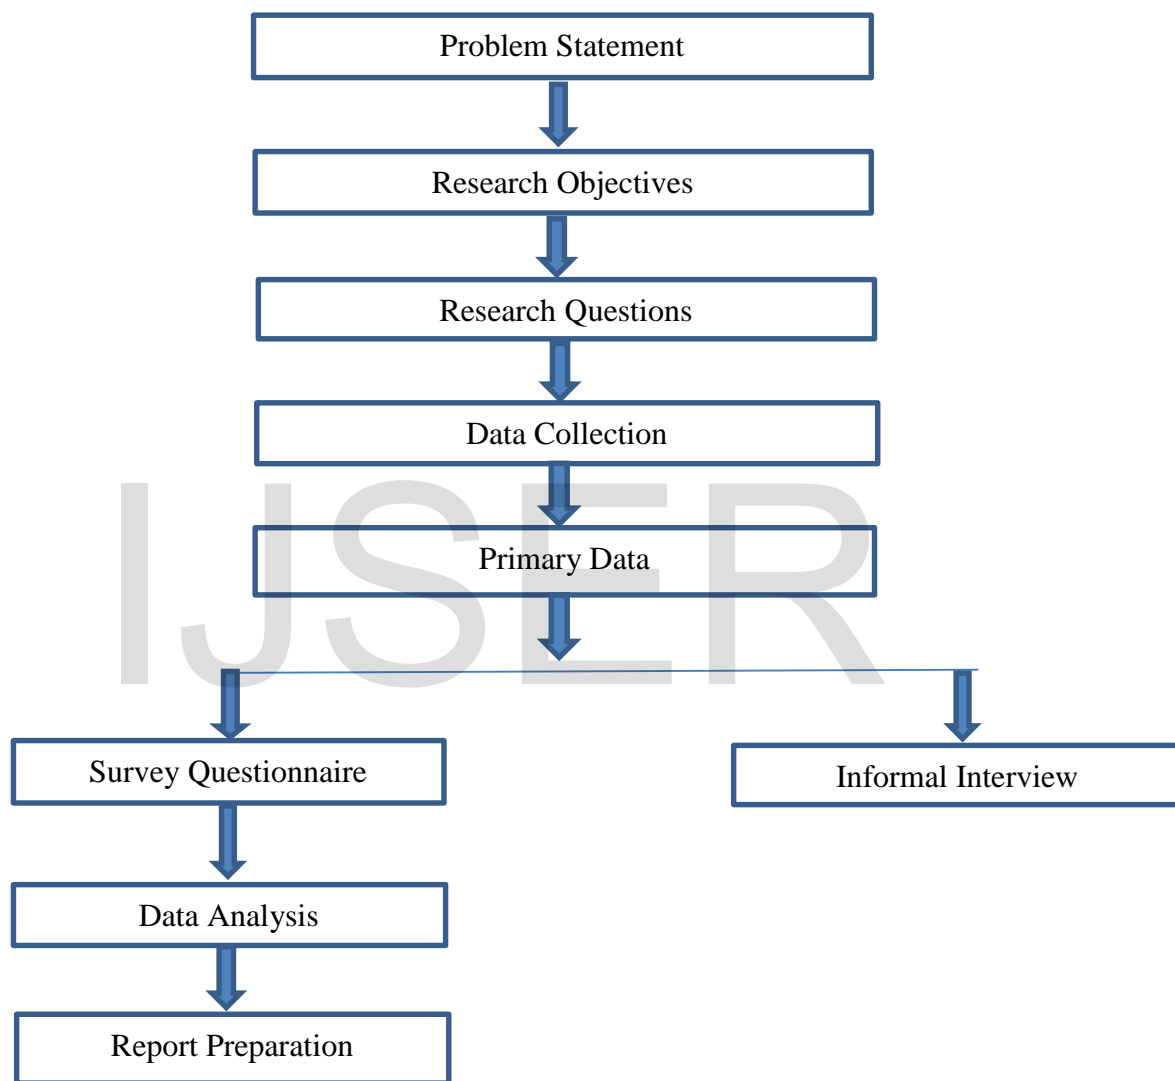 Problem Statement
Research Objectives
Research Questions
Data Collection
Primary Data
IJSER
Survey Questionnaire
Informal Interview
Data Analysis
Report Preparation